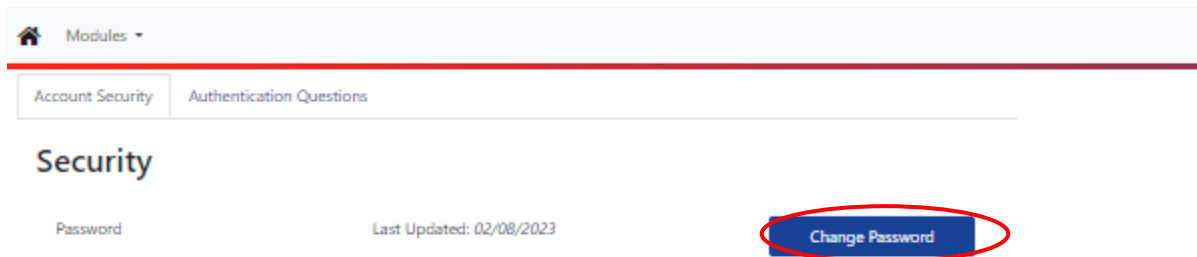 Modules
Account Security Authentication Questions
Security
Password Last Updated: 02/08/2023 Change Password